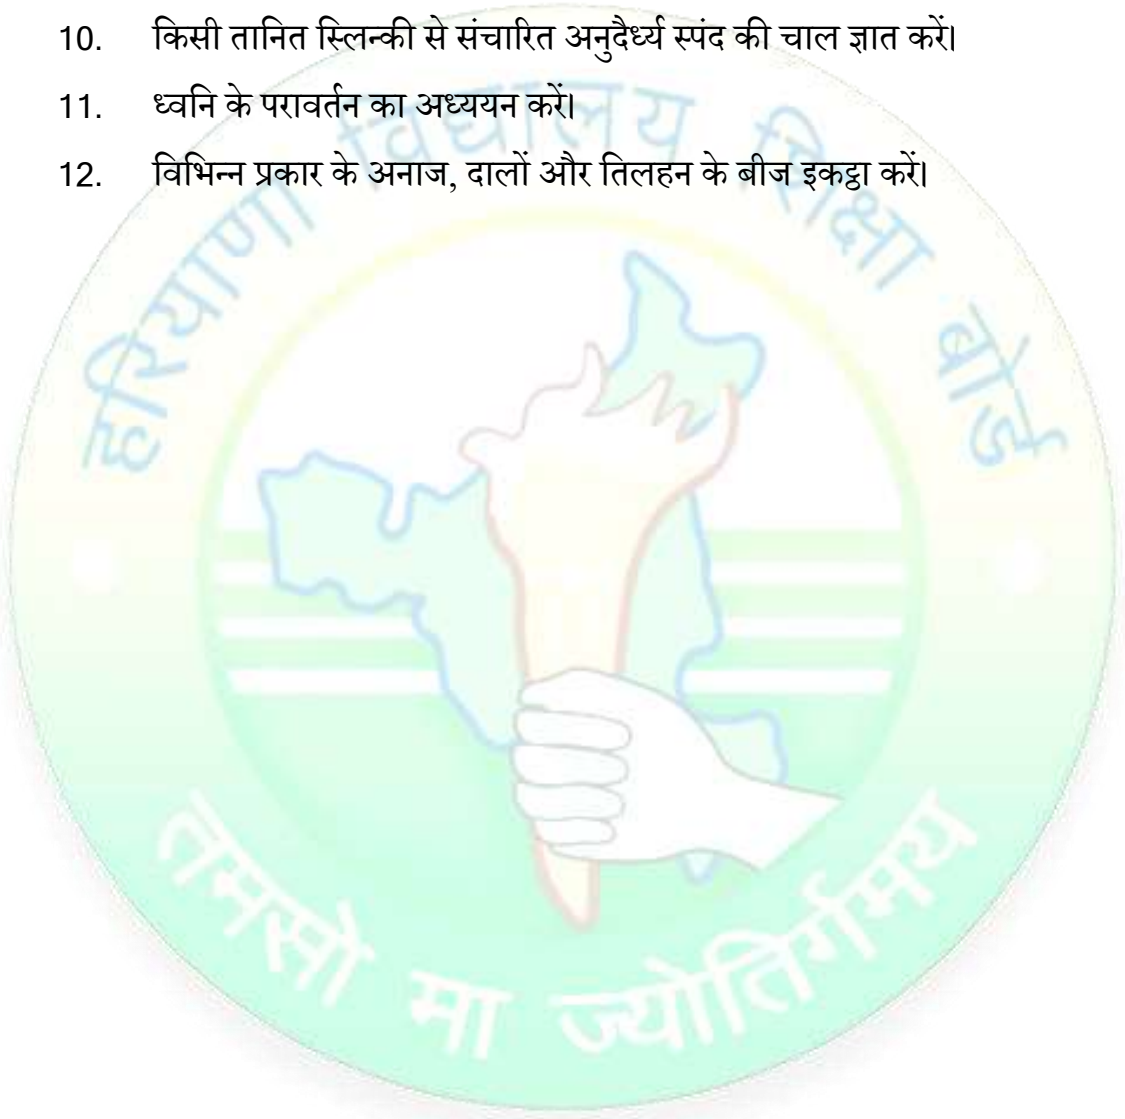 10. किसी तानित स्लिन्की से संचारित अनुदैर्ध्य स्पंद की चाल ज्ञात करें।
11. ध्वनि के परावर्तन का अध्ययन करें।
12. विभिन्न प्रकार के अनाज, दालों और तिलहन के बीज इकट्ठा करें।
हरियाणा विद्यालय शिक्षा बोर्ड
तमसो मा ज्योतिर्गमय